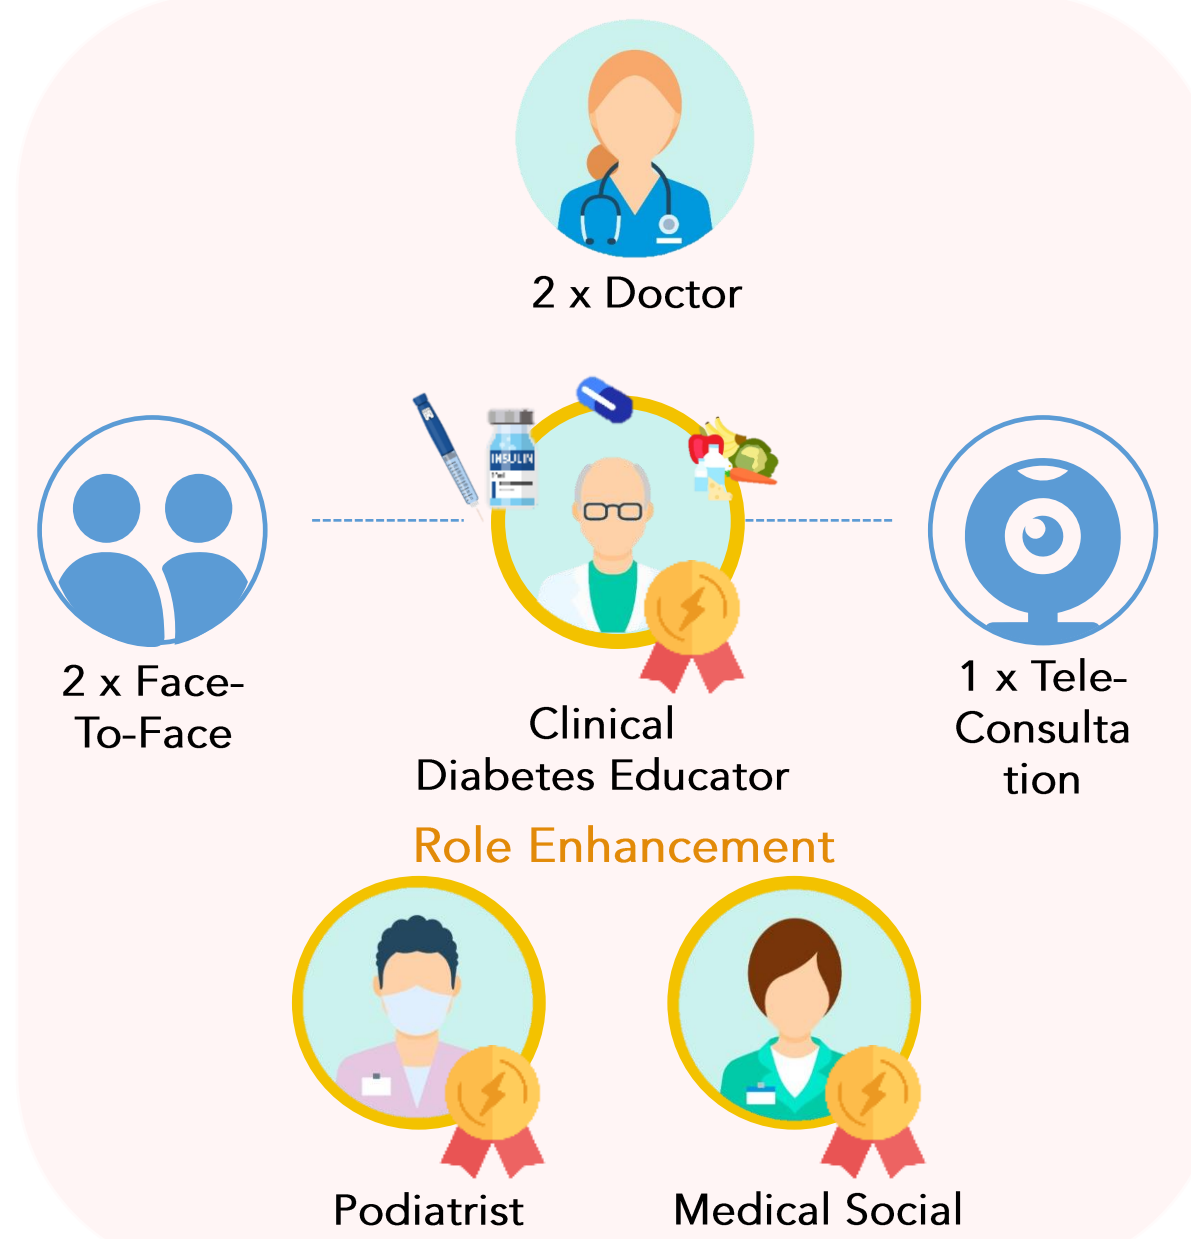 2 x Doctor
INSULIN
2 x Face-
To-Face
1 x Tele-
Consulta
tion
Clinical
Diabetes Educator
Role Enhancement
Podiatrist
Medical Social